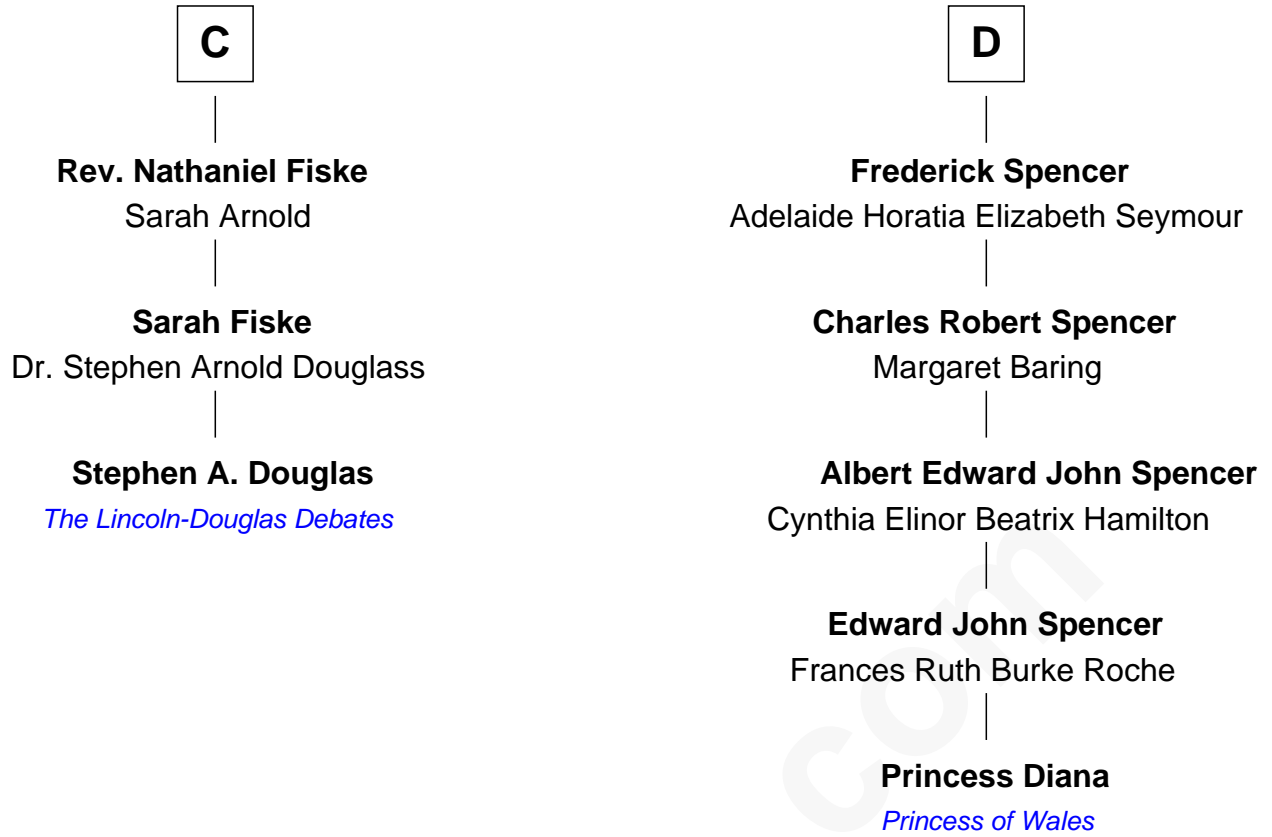 C
Rev. Nathaniel Fiske
Sarah Arnold
Sarah Fiske
Dr. Stephen Arnold Douglass
Stephen A. Douglas
The Lincoln-Douglas Debates
D
Frederick Spencer
Adelaide Horatia Elizabeth Seymour
Charles Robert Spencer
Margaret Baring
Albert Edward John Spencer
Cynthia Elinor Beatrix Hamilton
Edward John Spencer
Frances Ruth Burke Roche
Princess Diana
Princess of Wales
com